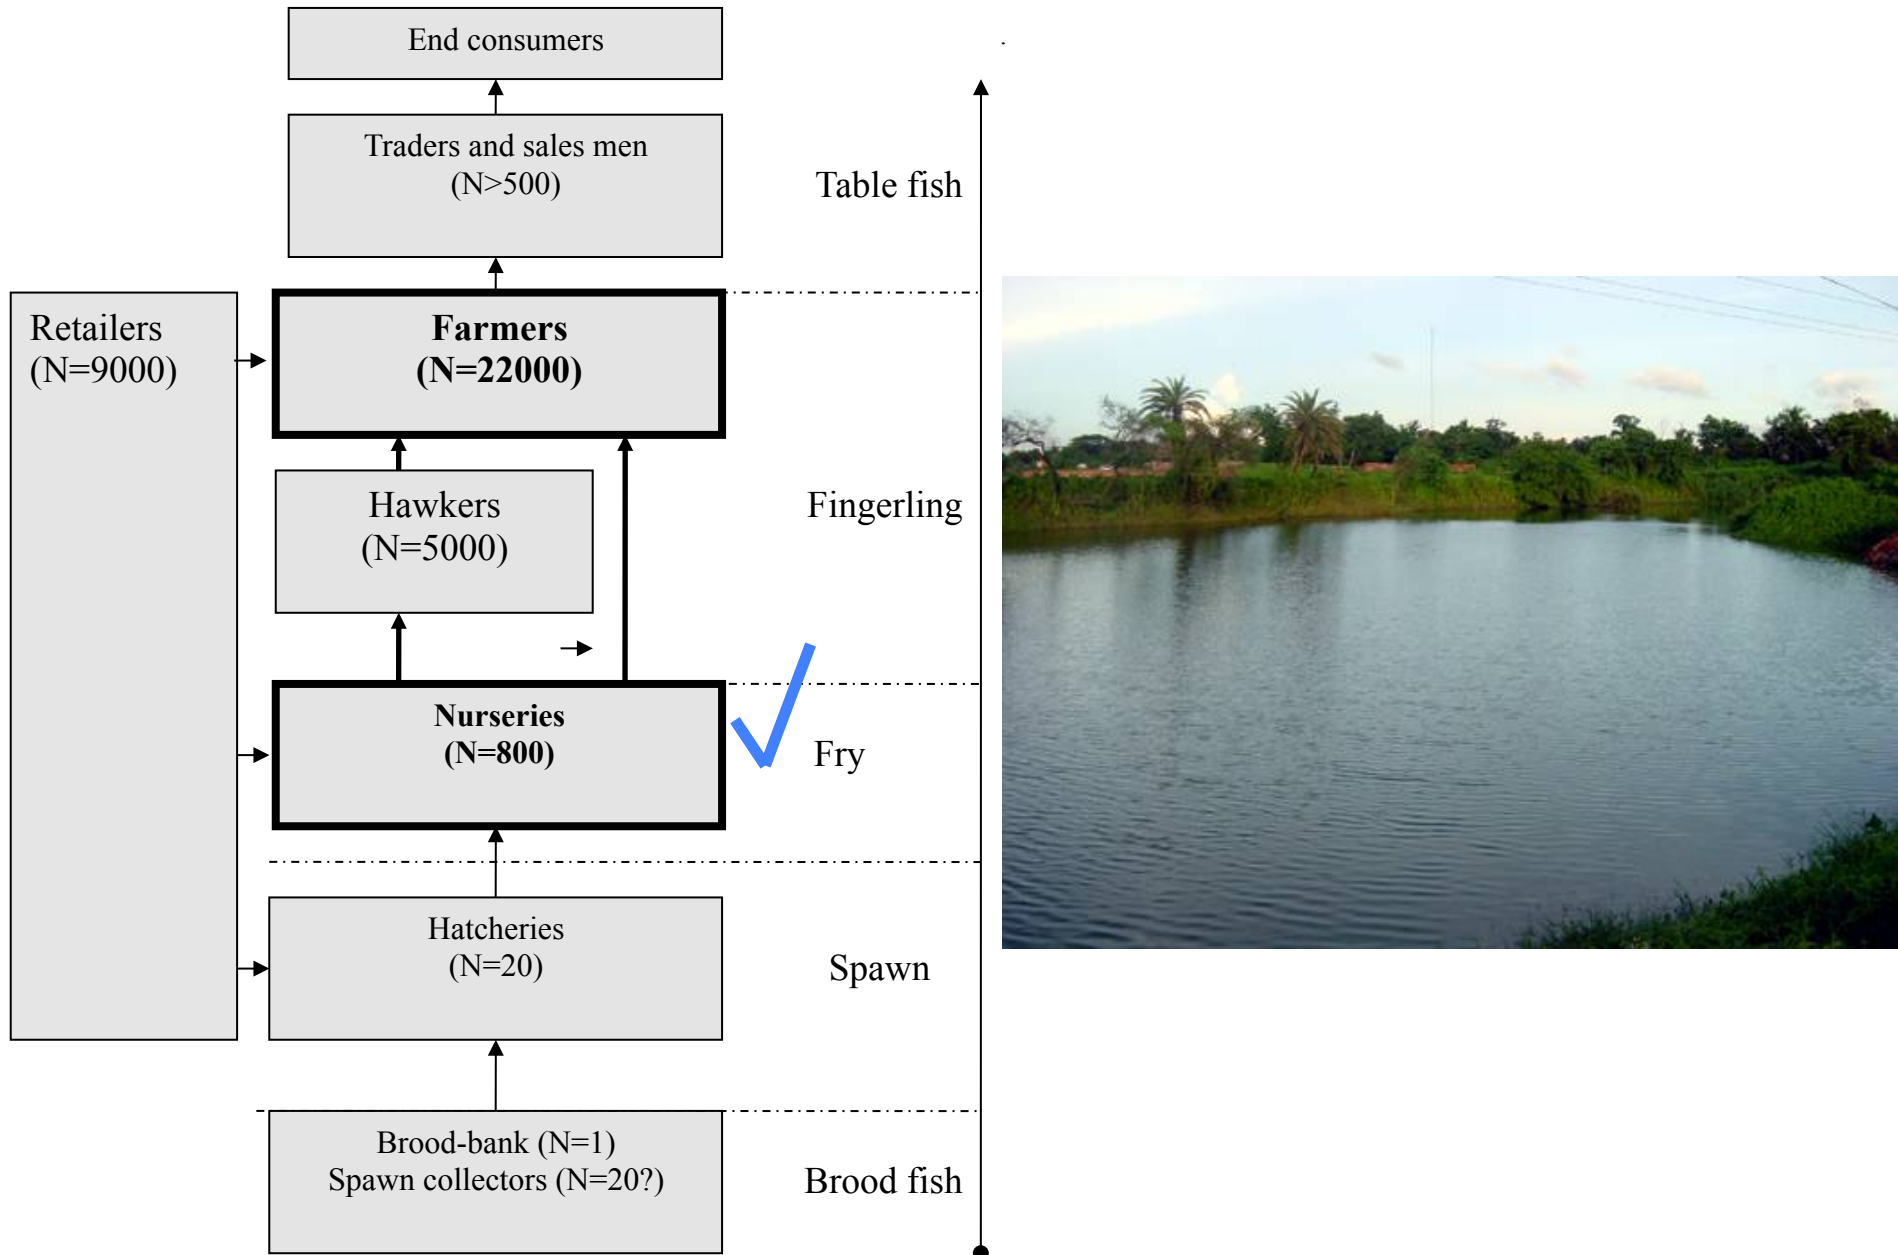 End consumers
Traders and sales men
(N>500)
Table fish
Retailers
(N=9000)
Farmers
(N=22000)
Hawkers
(N=5000)
Fingerling
Nurseries
(N=800)
Fry
Hatcheries
(N=20)
Spawn
Brood-bank (N=1)
Spawn collectors (N=20?)
Brood fish